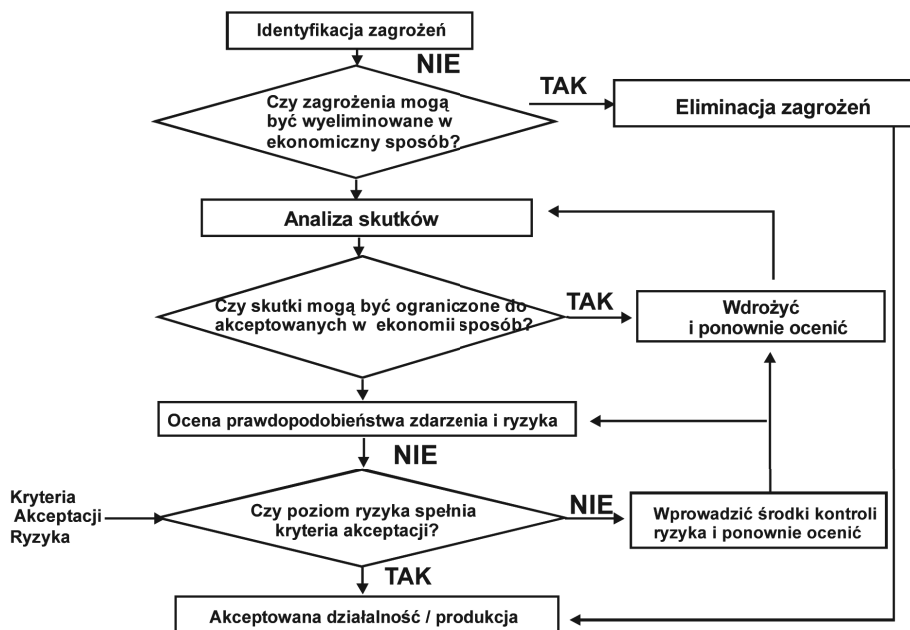 Identyfikacja zagrożeń
NIE
TAK
Czy zagrożenia mogą
być wyeliminowane w
ekonomiczny sposób?
Eliminacja zagrożeń
Analiza skutków
Czy skutki mogą być ograniczone do
akceptowanych w ekonomii sposób?
TAK
Wdrożyć
i ponownie ocenić
Ocena prawdopodobieństwa zdarzenia i ryzyka
NIE
Kryteria
Akceptacji
Ryzyka
Czy poziom ryzyka spełnia
kryteria akceptacji?
NIE
Wprowadzić środki kontroli
ryzyka i ponownie ocenić
TAK
Akceptowana działalność / produkcja